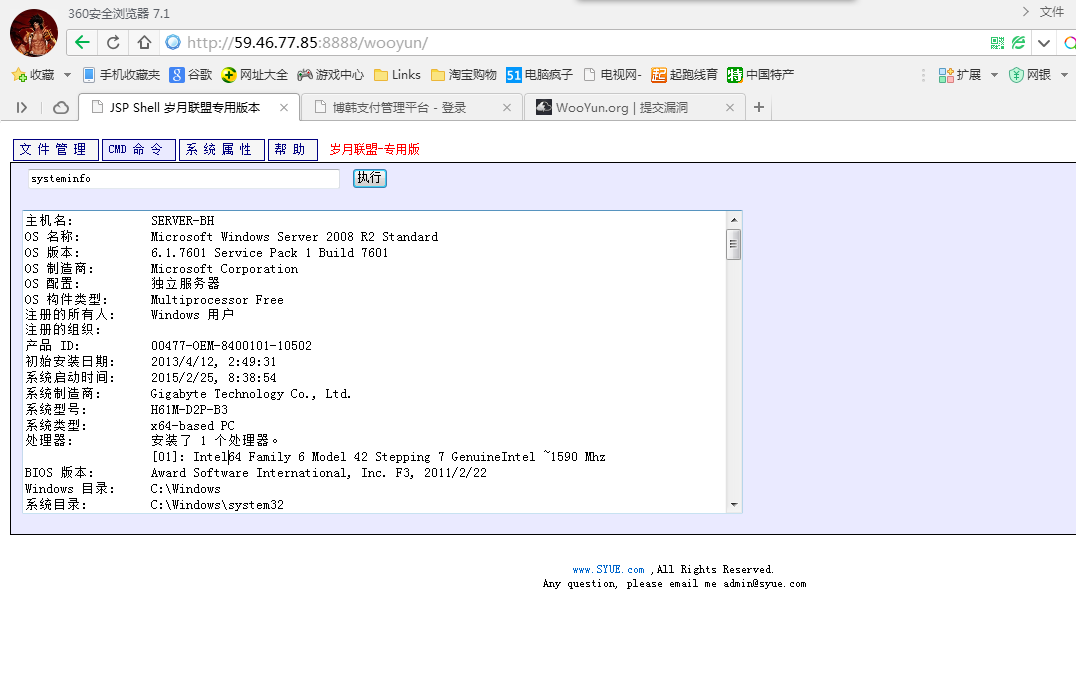 360安全浏览器 7.1
文件
http://59.46.77.85:8888/wooyun/
收藏 手机收藏夹 谷歌 网址大全 游戏中心 Links 淘宝购物 51 电脑疯子 电视网- 起 起跑线育 特 中国特产 扩展 网银
JSP Shell 岁月联盟专用版本 博韩支付管理平台 - 登录 WooYun.org | 提交漏洞
文件管理 CMD命令 系统属性 帮助 岁月联盟-专用版
systeminfo 执行
主机名: SERVER-BH
OS 名称: Microsoft Windows Server 2008 R2 Standard
OS 版本: 6.1.7601 Service Pack 1 Build 7601
OS 制造商: Microsoft Corporation
OS 配置: 独立服务器
OS 构件类型: Multiprocessor Free
注册的所有人: Windows 用户
注册的组织:
产品 ID: 00477-OEM-8400101-10502
初始安装日期: 2013/4/12, 2:49:31
系统启动时间: 2015/2/25, 8:38:54
系统制造商: Gigabyte Technology Co., Ltd.
系统型号: H61M-D2P-B3
系统类型: x64-based PC
处理器: 安装了 1 个处理器。
[01]: Intel64 Family 6 Model 42 Stepping 7 GenuineIntel ~1590 Mhz
BIOS 版本: Award Software International, Inc. F3, 2011/2/22
Windows 目录: C:\Windows
系统目录: C:\Windows\system32
www.SYUE.com ,All Rights Reserved.
Any question, please email me admin@syue.com